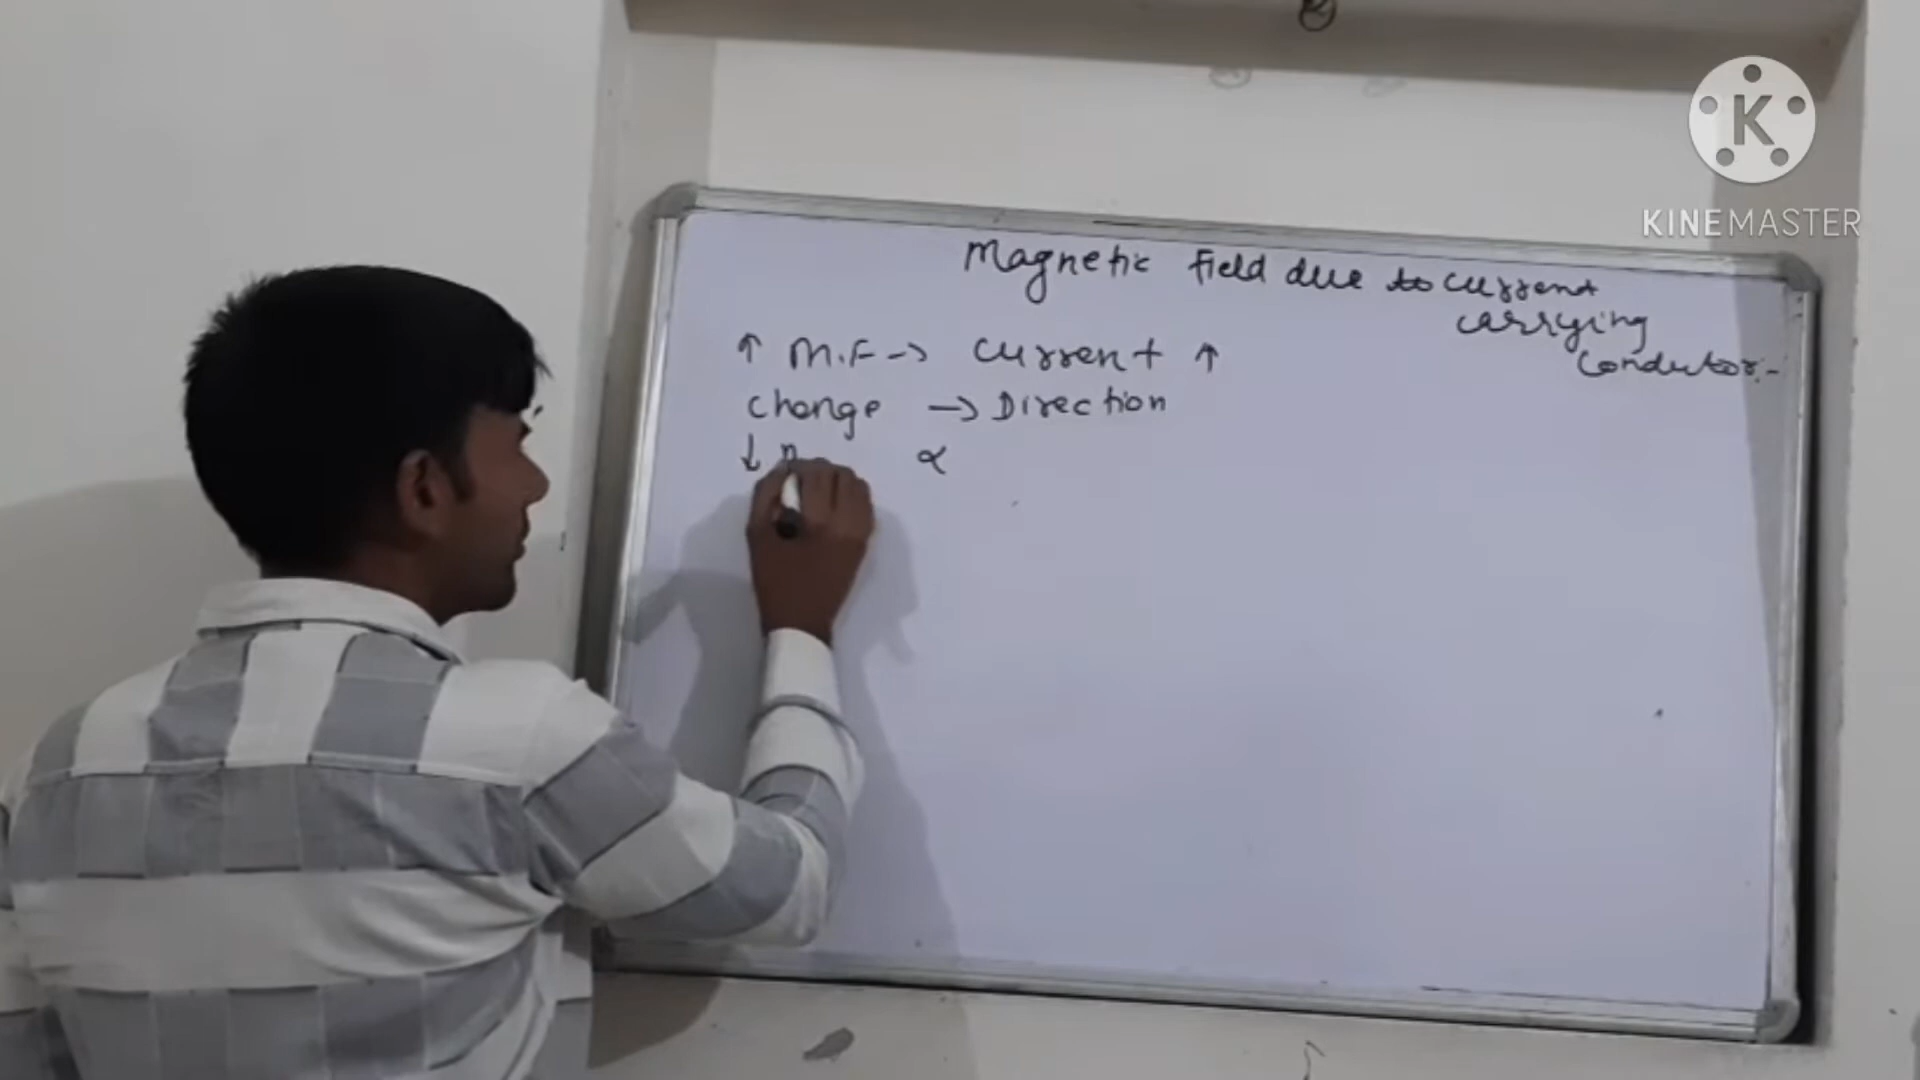 Magnetic field due to current
carrying
Conductor:-
↑ M.F -> Current ↑
Change -> Direction
↓ ∝
K
KINEMASTER